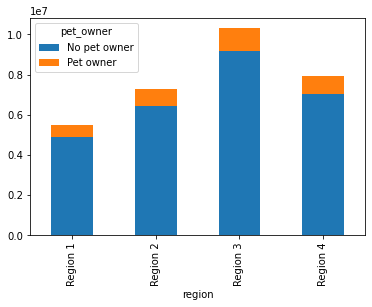 1e7
pet_owner
No pet owner
Pet owner
1.0
0.8
0.6
0.4
0.2
0.0
Region 1
Region 2
Region 3
Region 4
region